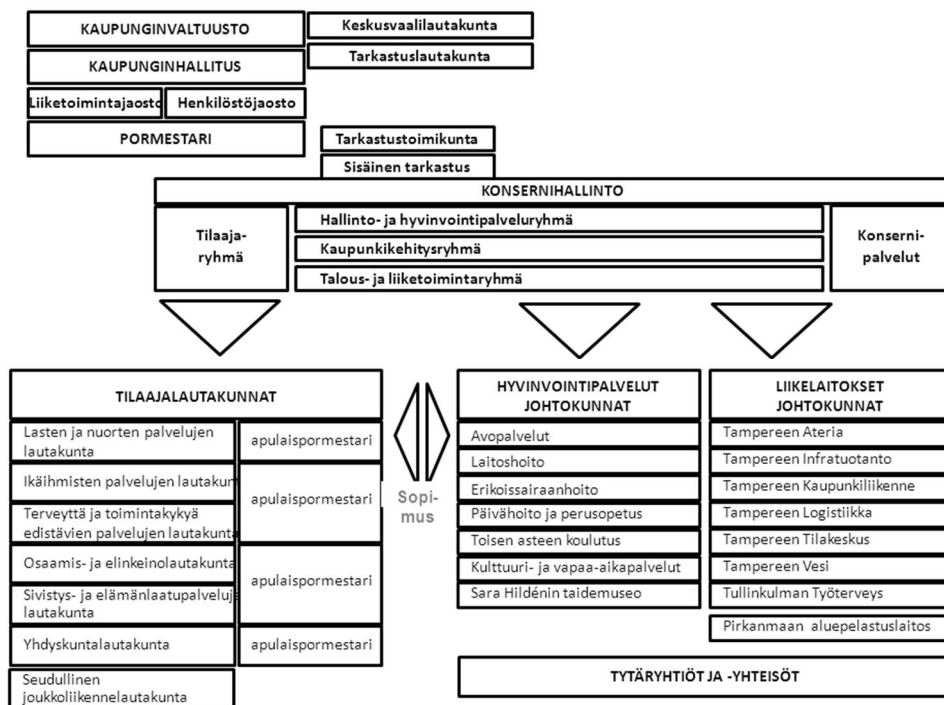 KAUPUNGINVALTUUSTO
Keskusvaalilautakunta
Tarkastuslautakunta
KAUPUNGINHALLITUS
Liiketoimintajaosto
Henkilöstöjaosto
PORMESTARI
Tarkastustoimikunta
Sisäinen tarkastus
KONSERNIHALLINTO
Tilaaja-
ryhmä
Hallinto- ja hyvinvointipalveluryhmä
Kaupunkikehitysryhmä
Talous- ja liiketoimintaryhmä
Konserni-
palvelut
TILAAJALAUTAKUNNAT
Lasten ja nuorten palvelujen
lautakunta
apulaispormestari
Ikäihmisten palvelujen lautakun
Terveyttä ja toimintakykyä
edistävien palvelujen lautakunta
apulaispormestari
Osaamis- ja elinkeinolautakunta
Sivistys- ja elämänlaatupalveluje
lautakunta
apulaispormestari
Yhdyskuntalautakunta
apulaispormestari
Seudullinen
joukkoliikennelautakunta
Sopi-
mus
HYVINVOINTIPALVELUT
JOHTOKUNNAT
Avopalvelut
Laitoshoito
Erikoissairaanhoito
Päivähoito ja perusopetus
Toisen asteen koulutus
Kulttuuri- ja vapaa-aikapalvelut
Sara Hildénin taidemuseo
LIIKELAITOKSET
JOHTOKUNNAT
Tampereen Ateria
Tampereen Infratuotanto
Tampereen Kaupunkiliikenne
Tampereen Logistiikka
Tampereen Tilakeskus
Tampereen Vesi
Tullinkulman Työterveys
Pirkanmaan aluepelastuslaitos
TYTÄRYHTIÖT JA -YHTEISÖT